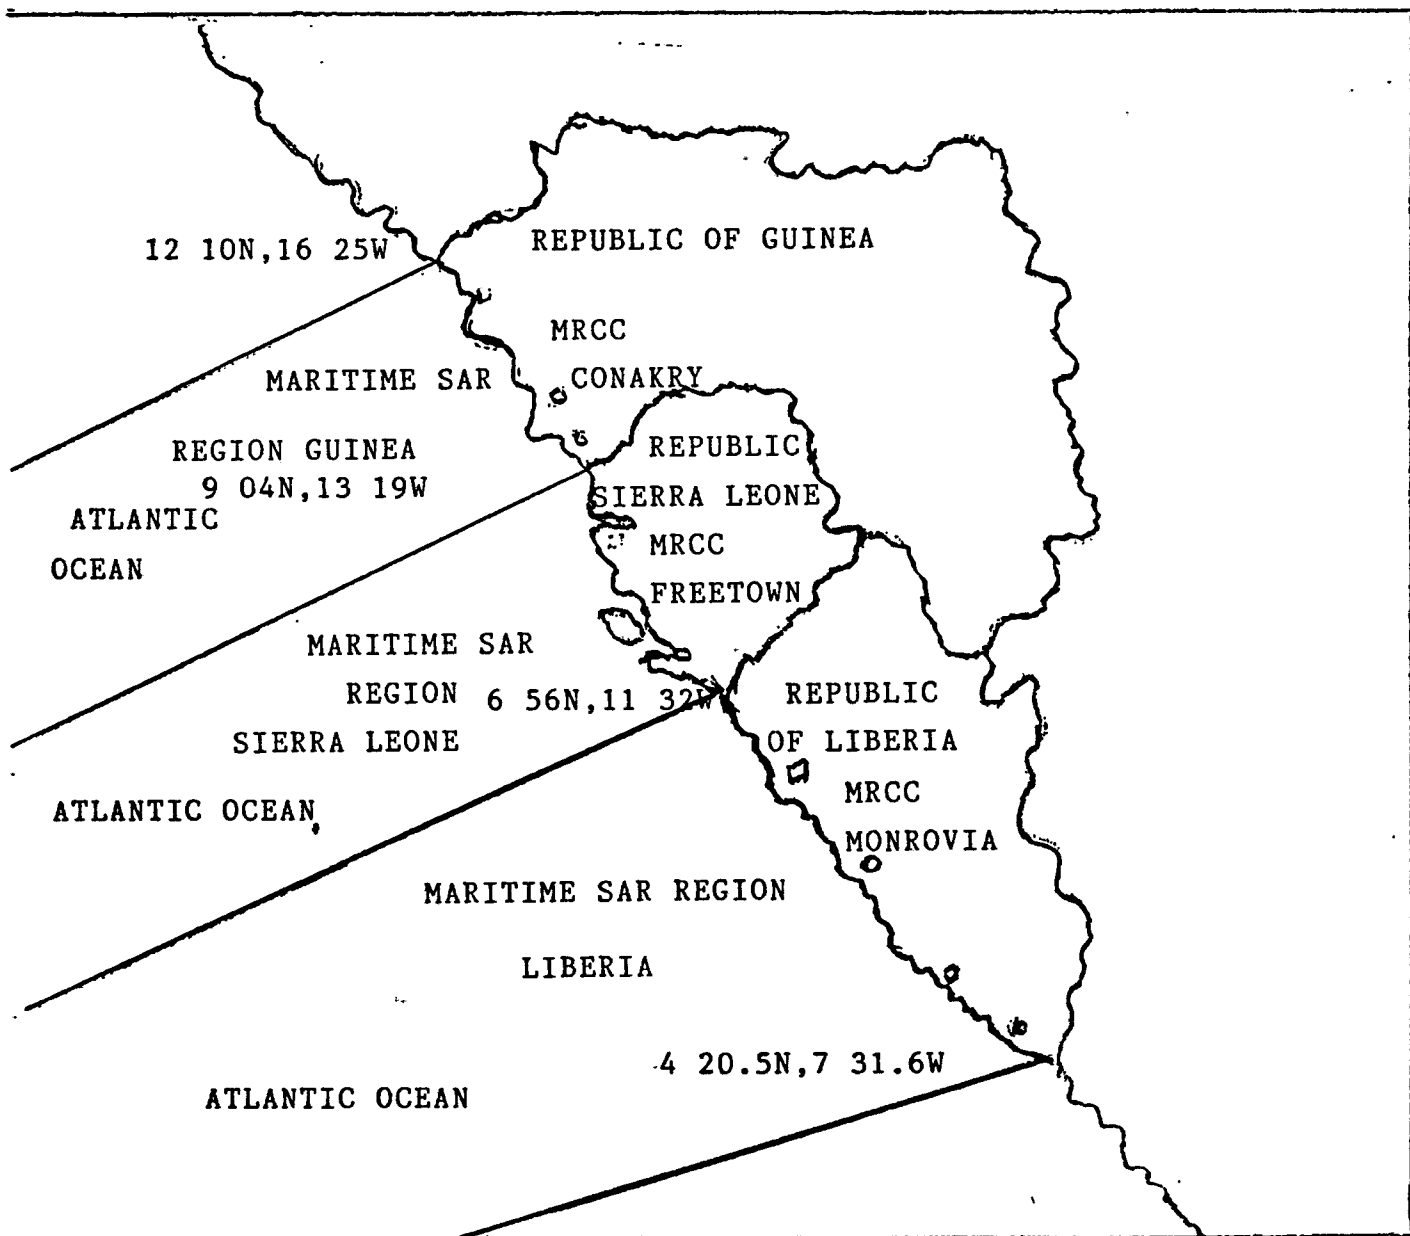 12 10N,16 25W
REPUBLIC OF GUINEA
MRCC
CONAKRY
MARITIME SAR
REGION GUINEA
9 04N,13 19W
ATLANTIC
OCEAN
REPUBLIC
SIERRA LEONE
MRCC
FREETOWN
MARITIME SAR
REGION
6 56N,11 32W
SIERRA LEONE
ATLANTIC OCEAN,
REPUBLIC
OF LIBERIA
MRCC
MONROVIA
MARITIME SAR REGION
LIBERIA
4 20.5N,7 31.6W
ATLANTIC OCEAN